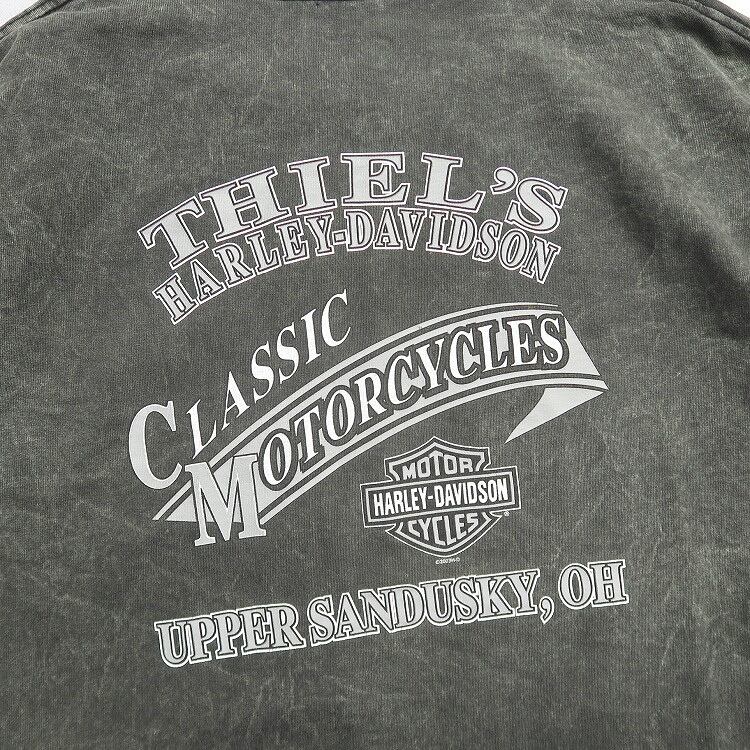 THIEL'S
HARLEY-DAVIDSON
CLASSIC
MOTORCYCLES
MOTOR
HARLEY-DAVIDSON
CYCLES
®
UPPER SANDUSKY, OH